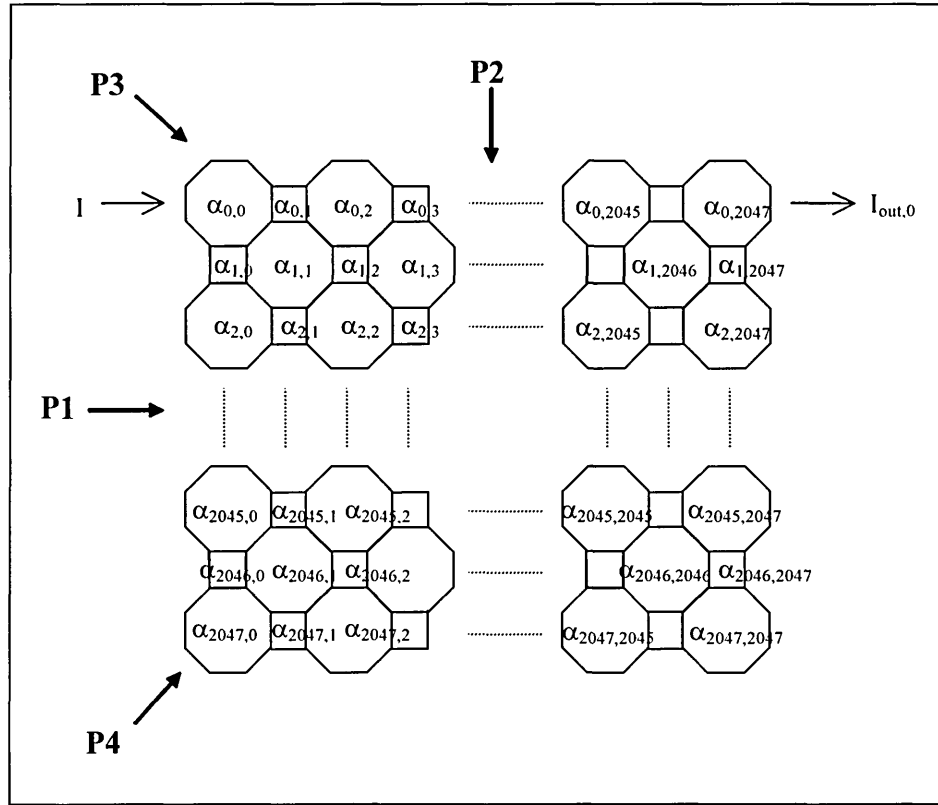 P2
P3
I α0,0 α0,1 α0,2 α0,3 α0,2045 α0,2047 Iout,0
α1,0 α1,1 α1,2 α1,3 α1,2046 α1,2047
α2,0 α2,1 α2,2 α2,3 α2,2045 α2,2047
P1
α2045,0 α2045,1 α2045,2 α2045,2045 α2045,2047
α2046,0 α2046,1 α2046,2 α2046,2046 α2046,2047
α2047,0 α2047,1 α2047,2 α2047,2045 α2047,2047
P4